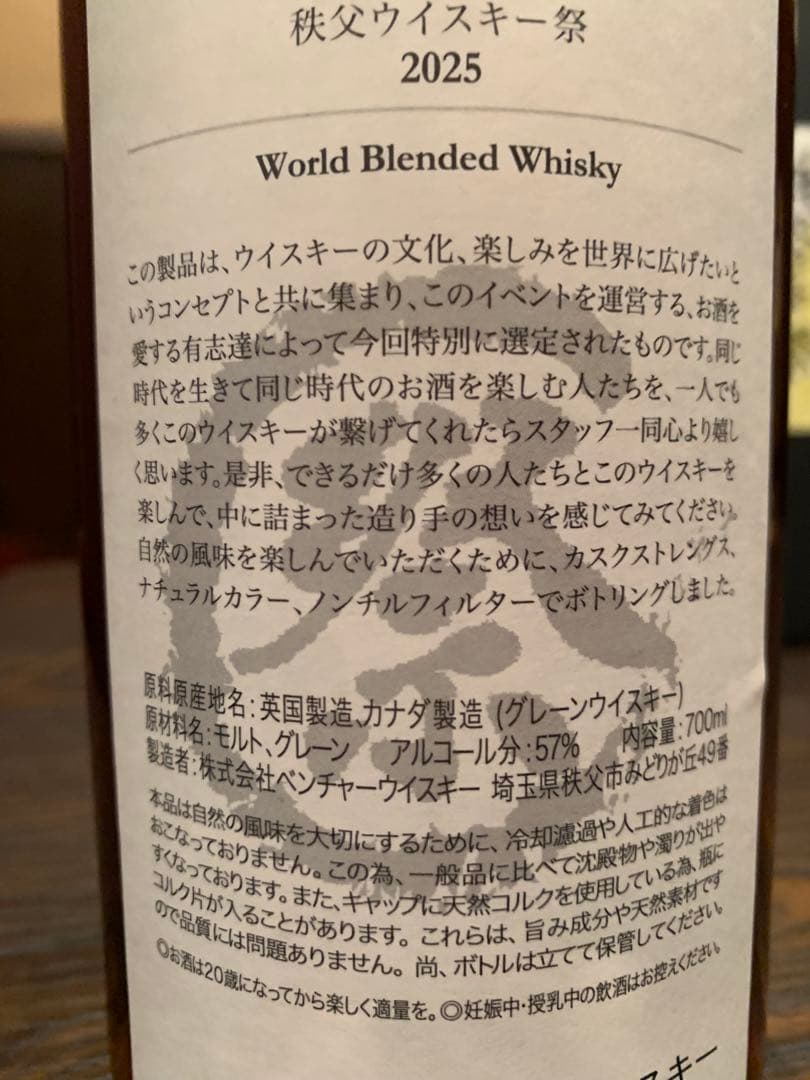 秩父ウイスキー祭
2025
World Blended Whisky
この製品は、ウイスキーの文化、楽しみを世界に広げたいと
いうコンセプトと共に集まり、このイベントを運営する、お酒を
愛する有志達によって今回特別に選定されたものです。同じ
時代を生きて同じ時代のお酒を楽しむ人たちを、一人でも
多くこのウイスキーが繋げてくれたらスタッフ一同心より嬉し
く思います。是非、できるだけ多くの人たちとこのウイスキーを
楽しんで、中に詰まった造り手の想いを感じてみてください。
自然の風味を楽しんでいただくために、カスクストレングス、
ナチュラルカラー、ノンチルフィルターでボトリングしました。
原料原産地名：英国製造、カナダ製造 (グレーンウイスキー)
原材料名：モルト、グレーン アルコール分：57% 内容量：700ml
製造者：株式会社ベンチャーウイスキー 埼玉県秩父市みどりが丘49番
本品は自然の風味を大切にするために、冷却濾過や人工的な着色は
おこなっておりません。この為、一般品に比べて沈殿物や濁りが出や
すくなっております。また、キャップに天然コルクを使用している為、瓶に
コルク片が入ることがあります。これらは、旨み成分や天然素材です
ので品質には問題ありません。尚、ボトルは立てて保管してください。
◎お酒は20歳になってから楽しく適量を。◎妊娠中・授乳中の飲酒はお控えください。
スキー